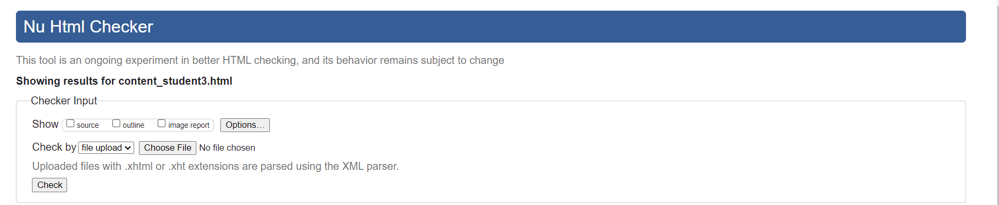 Nu Html Checker
This tool is an ongoing experiment in better HTML checking, and its behavior remains subject to change
Showing results for content_student3.html
Checker Input
Show source outline image report Options...
Check by file upload Choose File No file chosen
Uploaded files with .xhtml or .xht extensions are parsed using the XML parser.
Check